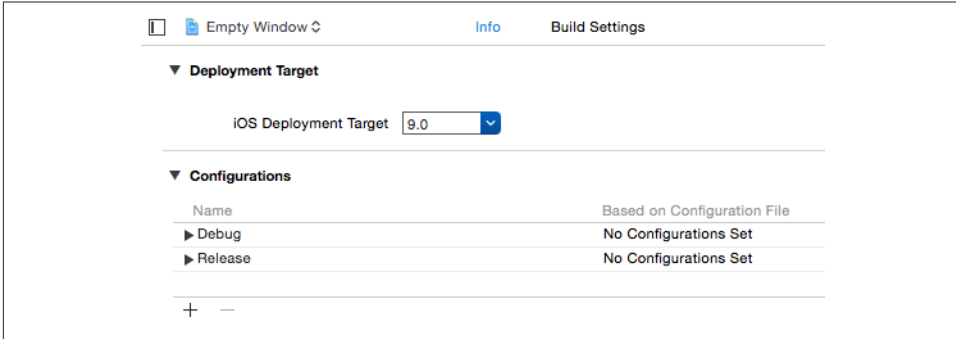 Empty Window Info Build Settings
Deployment Target
iOS Deployment Target 9.0
Configurations
Name Based on Configuration File
Debug No Configurations Set
Release No Configurations Set